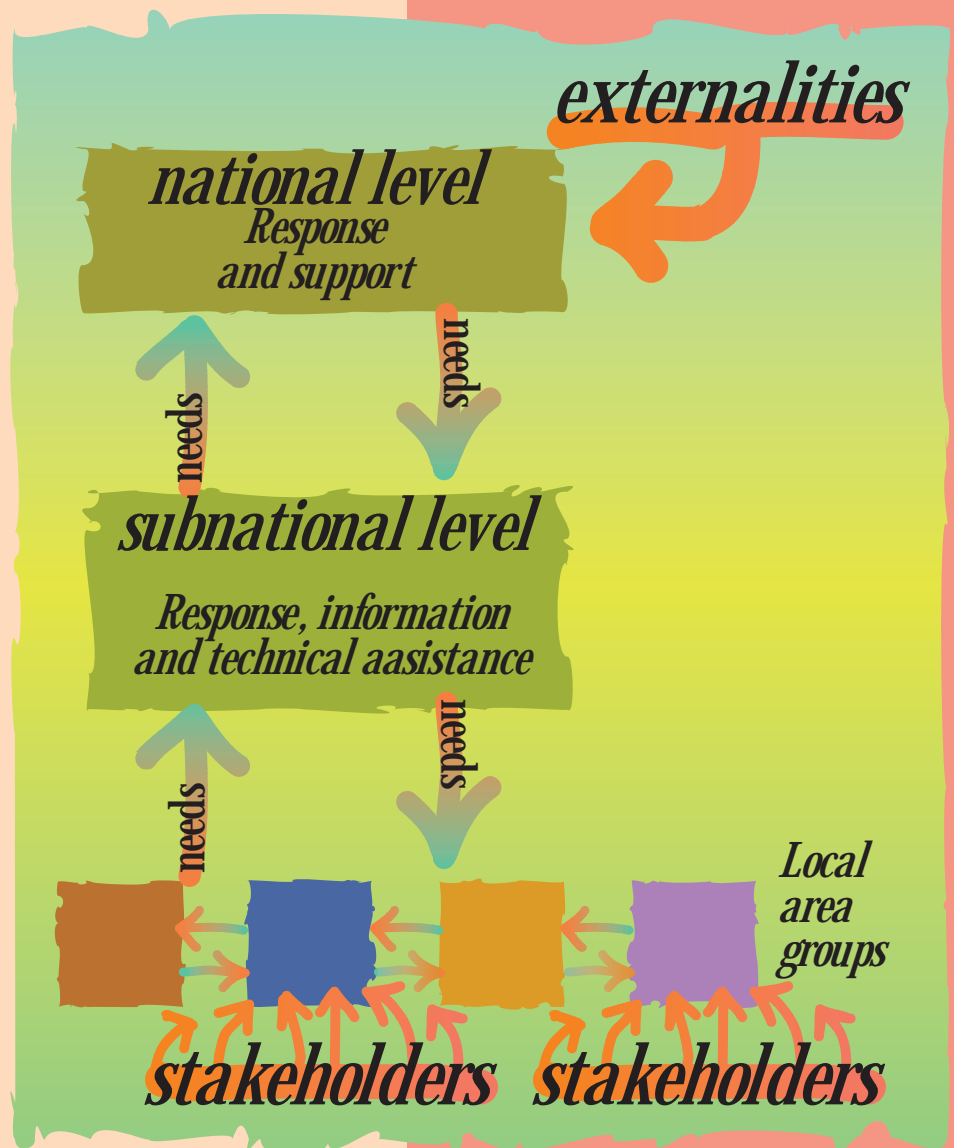 externalities
national level
Response
and support
needs
needs
subnational level
Response, information
and technical aasistance
needs
needs
Local
area
groups
stakeholders
stakeholders